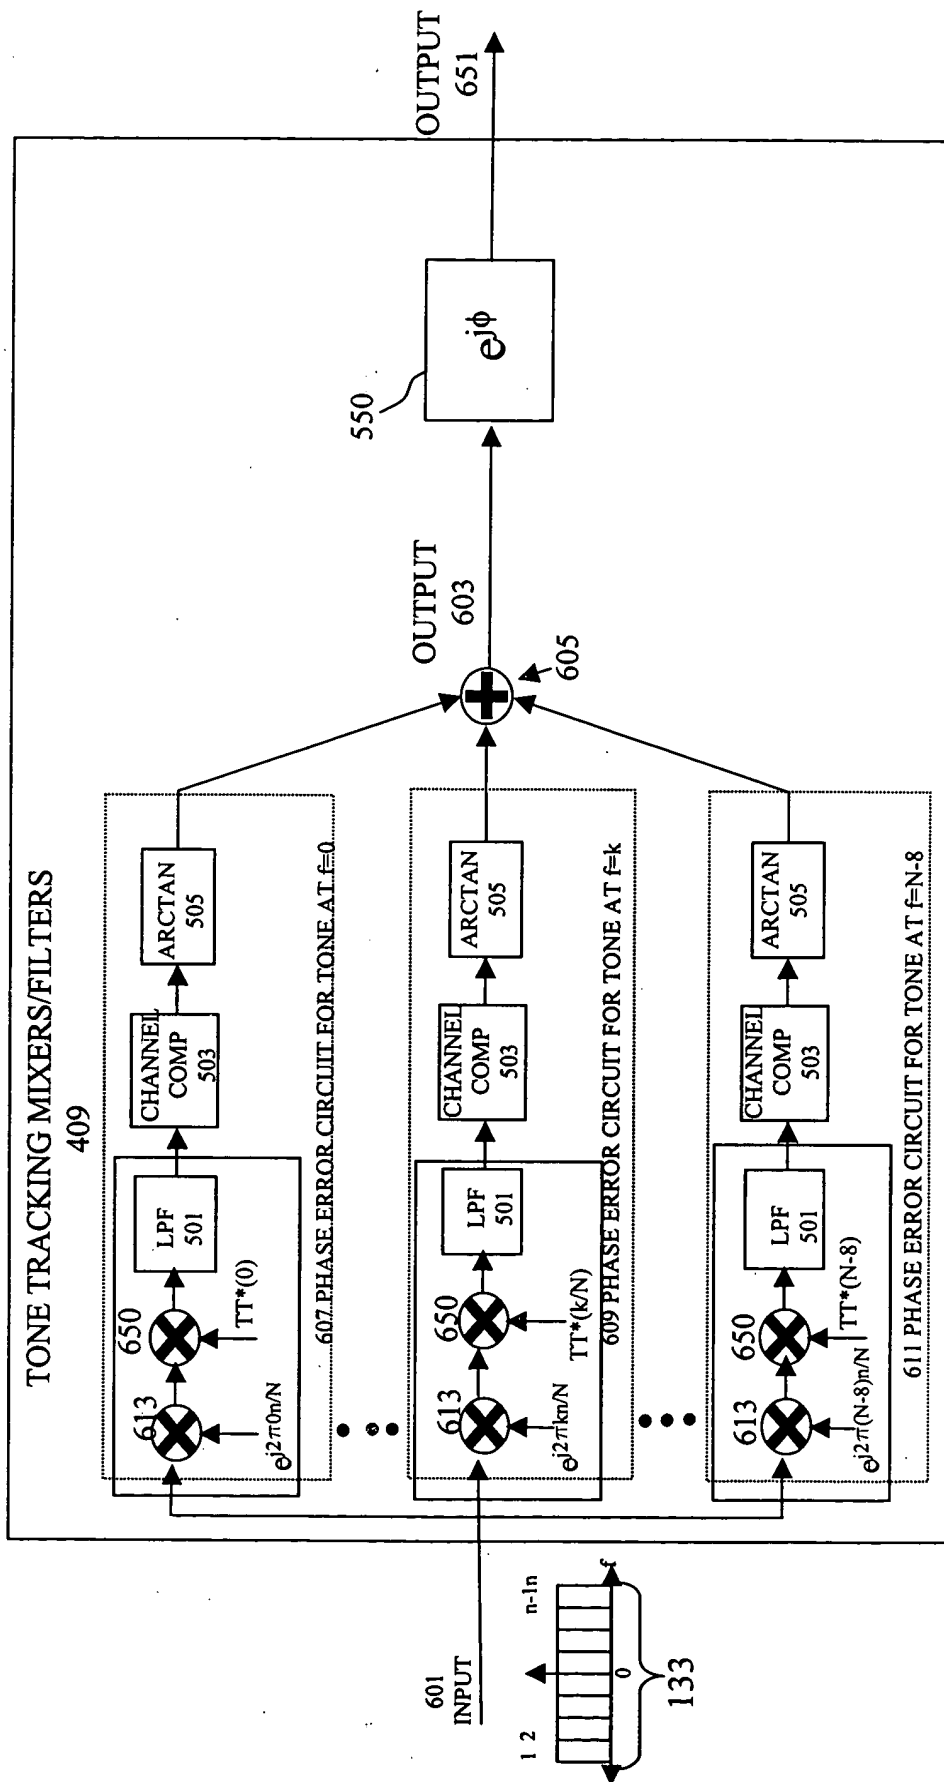 TONE TRACKING MIXERS/FILTERS
409
601
INPUT
1 2
n-1n
0
f
133
613
650
e^j2π0n/N
TT*(0)
LPF
501
CHANNEL
COMP
503
ARCTAN
505
607 PHASE ERROR CIRCUIT FOR TONE AT f=0
613
650
e^j2πkn/N
TT*(k/N)
LPF
501
CHANNEL
COMP
503
ARCTAN
505
609 PHASE ERROR CIRCUIT FOR TONE AT f=k
613
650
e^j2π(N-8)n/N
TT*(N-8)
LPF
501
CHANNEL
COMP
503
ARCTAN
505
611 PHASE ERROR CIRCUIT FOR TONE AT f=N-8
605
OUTPUT
603
550
e^jϕ
OUTPUT
651